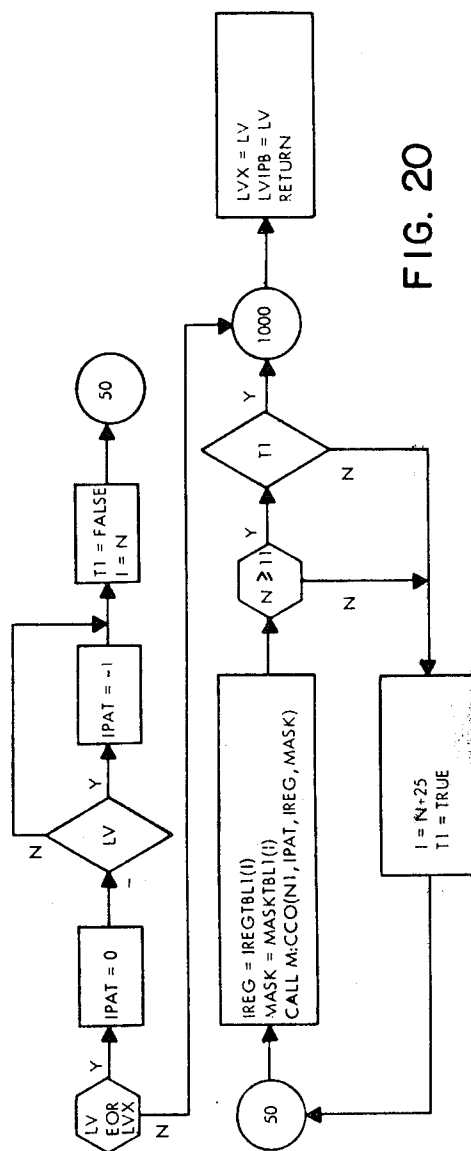 LV
EOR
LVX
Y
N
IPAT = 0
LV
N
Y
IPAT = -1
T1 = FALSE
I = N
50
50
IREG = IREGTBL1(I)
MASK = MASKTBL1(I)
CALL M:CCO(N1, IPAT, IREG, MASK)
N ≥ 11
Y
N
T1
Y
N
1000
LVX = LV
LVIPB = LV
RETURN
I = N+25
T1 = TRUE
FIG. 20